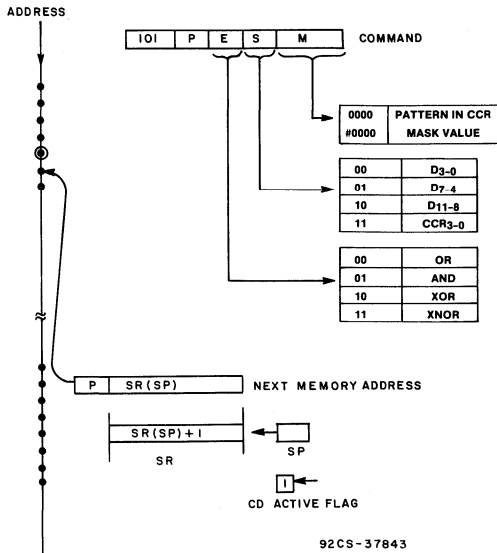 ADDRESS
101 P E S M COMMAND
0000 PATTERN IN CCR
#0000 MASK VALUE
00 D3-0
01 D7-4
10 D11-8
11 CCR3-0
00 OR
01 AND
10 XOR
11 XNOR
P SR(SP) NEXT MEMORY ADDRESS
SR(SP)+1
SP
SR
1
CD ACTIVE FLAG
92CS-37843